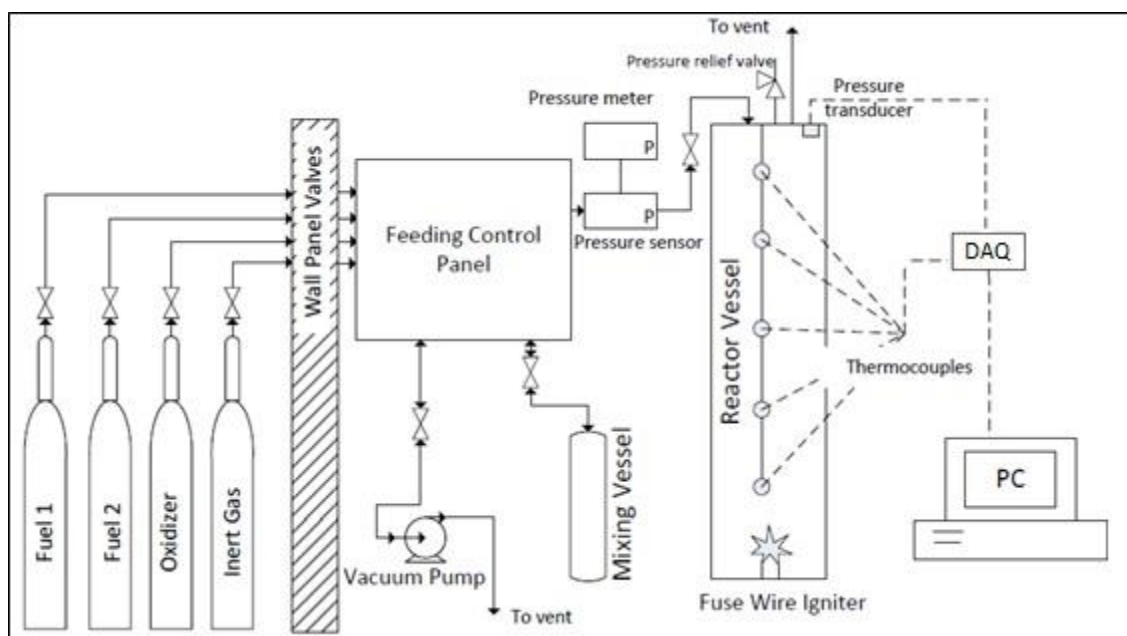 To vent
Pressure relief valve
Pressure meter
Pressure
transducer
P
P
Pressure sensor
Wall Panel Valves
Feeding Control
Panel
Reactor Vessel
DAQ
Thermocouples
PC
Fuel 1
Fuel 2
Oxidizer
Inert Gas
Mixing Vessel
Vacuum Pump
To vent
Fuse Wire Igniter